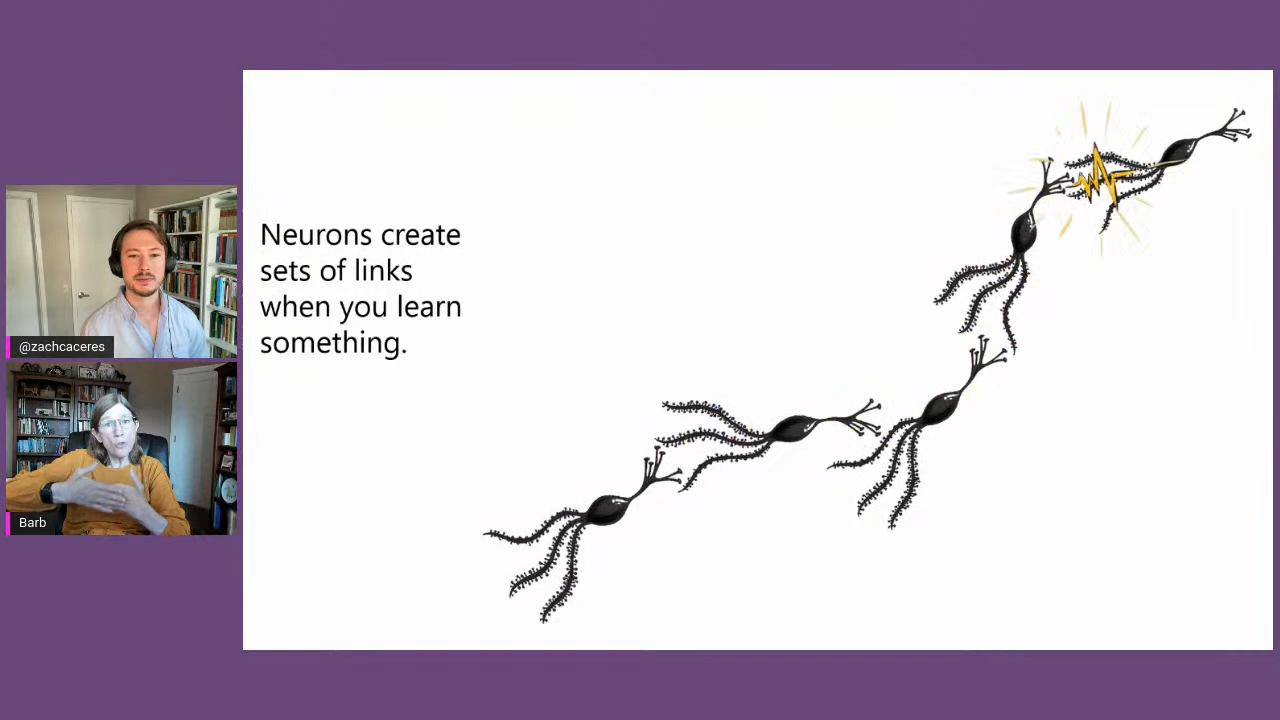 Neurons create
sets of links
when you learn
something.
@zachcaceres
Barb